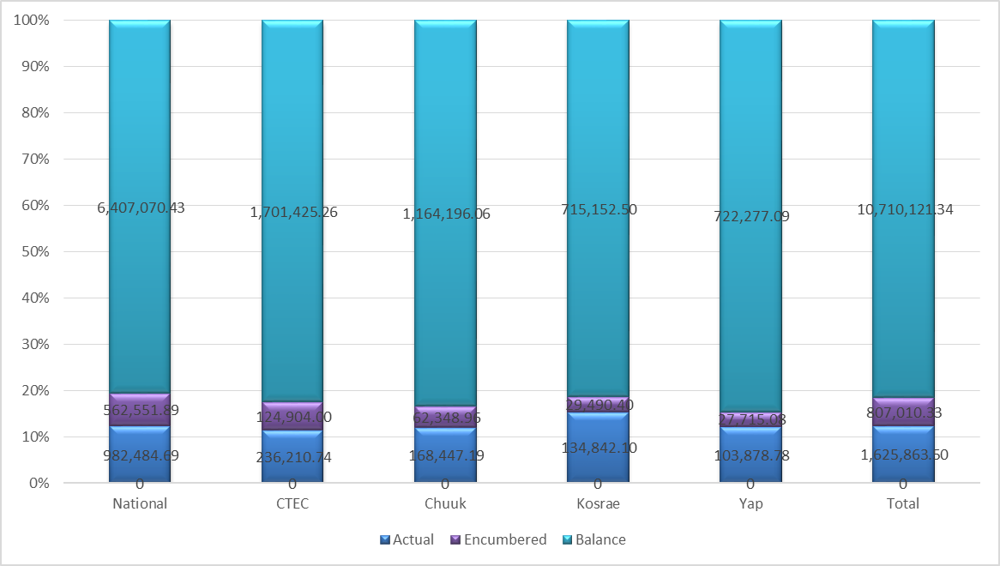 100%
90%
80%
70%
60%
50%
40%
30%
20%
10%
0%
6,407,070.43 1,701,425.26 1,164,196.06 715,152.50 722,277.09 10,710,121.34
562,551.89 124,904.00 62,348.96 29,490.40 27,715.08 807,010.33
982,484.69 236,210.74 168,447.19 134,842.10 103,878.78 1,625,863.50
0 0 0 0 0 0
National CTEC Chuuk Kosrae Yap Total
Actual Encumbered Balance